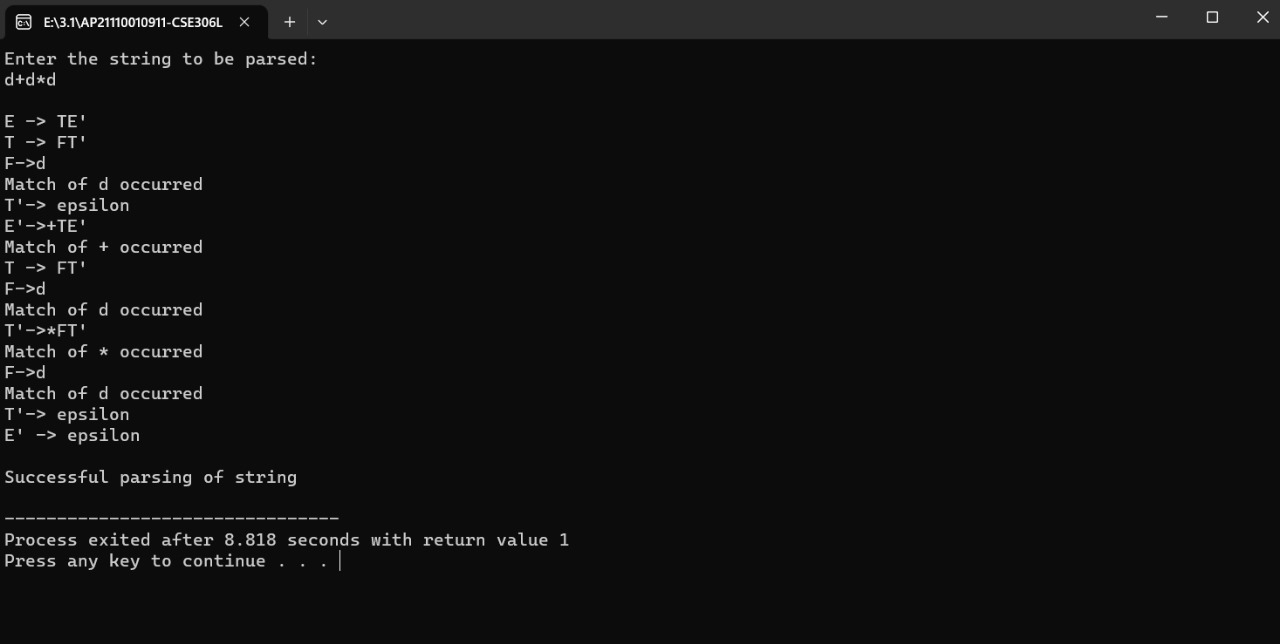 E:\3.1\AP21110010911-CSE306L
Enter the string to be parsed:
d+d*d
E -> TE'
T -> FT'
F->d
Match of d occurred
T'-> epsilon
E'->+TE'
Match of + occurred
T -> FT'
F->d
Match of d occurred
T'->*FT'
Match of * occurred
F->d
Match of d occurred
T'-> epsilon
E' -> epsilon
Successful parsing of string
--------------------------------
Process exited after 8.818 seconds with return value 1
Press any key to continue . . .